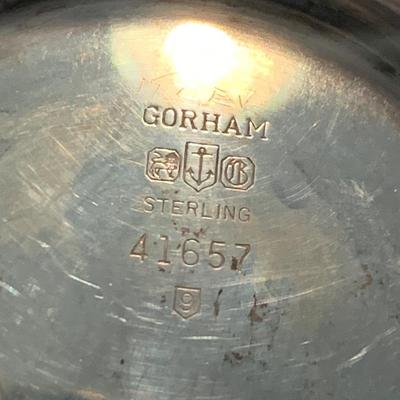 GORHAM
G
STERLING
41657
9